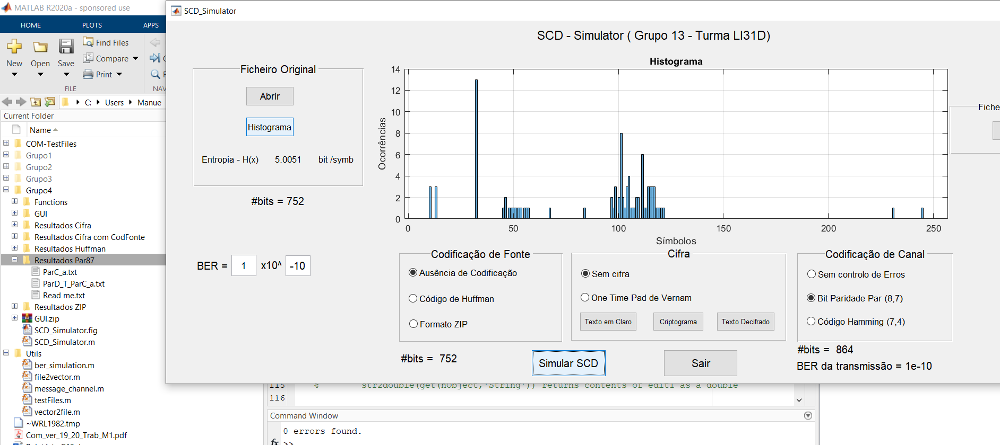 MATLAB R2020a - sponsored use
HOME PLOTS APPS
New
Open
Save
Find Files
Compare
Print
FILE
NAV
C: Users Manue
Current Folder
Name
COM-TestFiles
Grupo1
Grupo2
Grupo3
Grupo4
Functions
GUI
Resultados Cifra
Resultados Cifra com CodFonte
Resultados Huffman
Resultados Par87
ParC_a.txt
ParD_T_ParC_a.txt
Read me.txt
Resultados ZIP
GUI.zip
SCD_Simulator.fig
SCD_Simulator.m
Utils
ber_simulation.m
file2vector.m
message_channel.m
testFiles.m
vector2file.m
~WRL1982.tmp
Com_ver_19_20_Trab_M1.pdf
SCD_Simulator
SCD - Simulator ( Grupo 13 - Turma LI31D)
Ficheiro Original
Abrir
Histograma
Entropia - H(x) 5.0051 bit /symb
#bits = 752
BER = 1 x10^ -10
Histograma
Ocorrências
14
12
10
8
6
4
2
0
0 50 100 150 200 250
Símbolos
Fiche
Codificação de Fonte
Ausência de Codificação
Código de Huffman
Formato ZIP
#bits = 752
Cifra
Sem cifra
One Time Pad de Vernam
Texto em Claro Criptograma Texto Decifrado
Codificação de Canal
Sem controlo de Erros
Bit Paridade Par (8,7)
Código Hamming (7,4)
#bits = 864
BER da transmissão = 1e-10
Simular SCD
Sair
115 % str2double(get(hObject,'String')) returns contents of edit1 as a double
116
Command Window
0 errors found.
fx >>